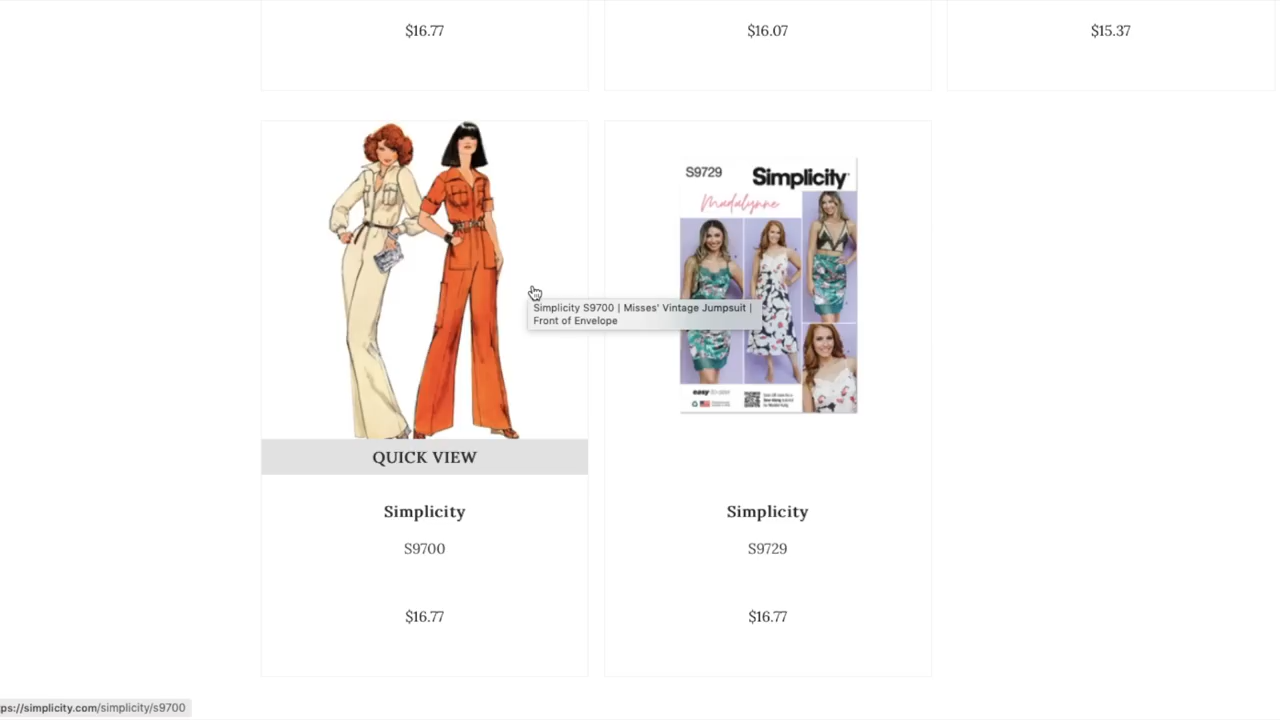 $16.77
$16.07
$15.37
S9729
Simplicity
Madalynne
easy
Simplicity S9700 | Misses' Vintage Jumpsuit |
Front of Envelope
QUICK VIEW
Simplicity
Simplicity
S9700
S9729
$16.77
$16.77
ps://simplicity.com/simplicity/s9700